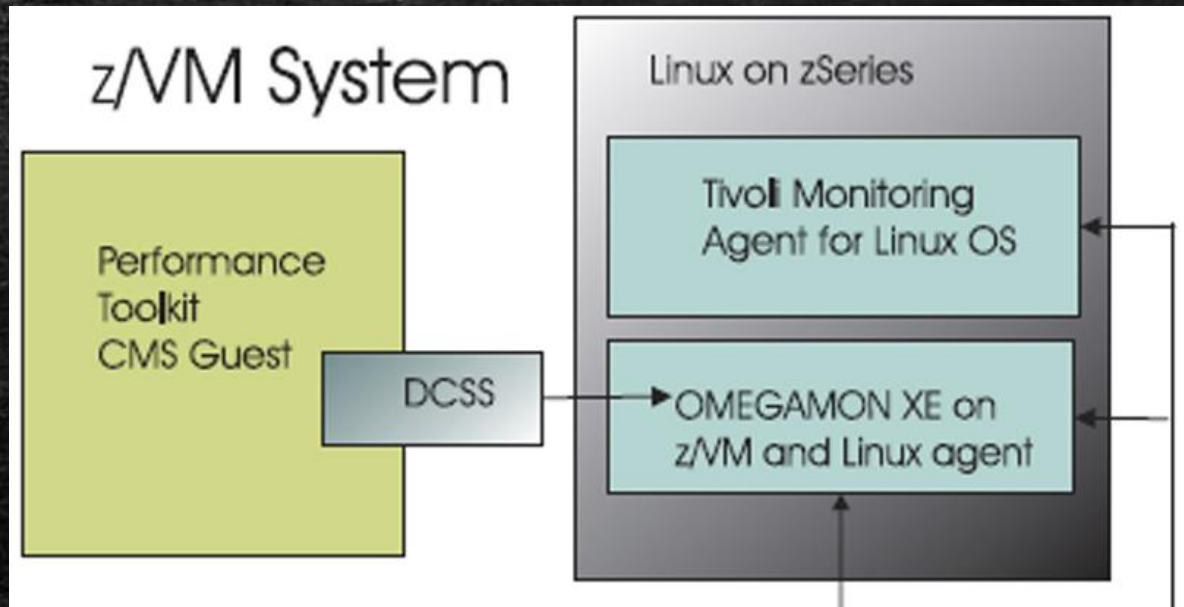 z/VM System
Linux on zSeries
Tivoli Monitoring
Agent for Linux OS
Performance
Toolkit
CMS Guest
DCSS
OMEGAMON XE on
z/VM and Linux agent